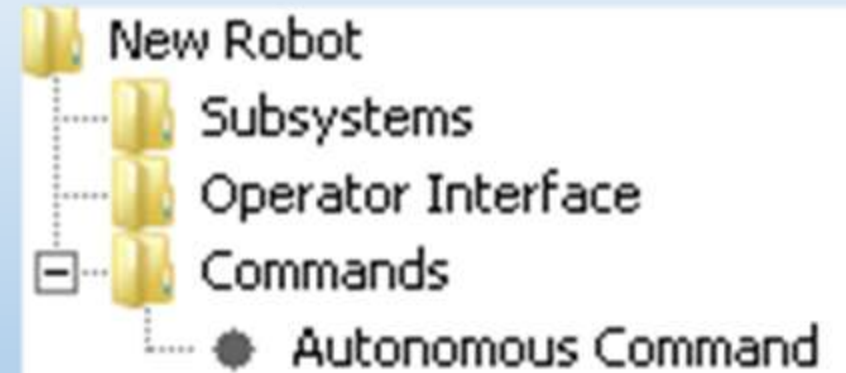 New Robot
Subsystems
Operator Interface
Commands
Autonomous Command